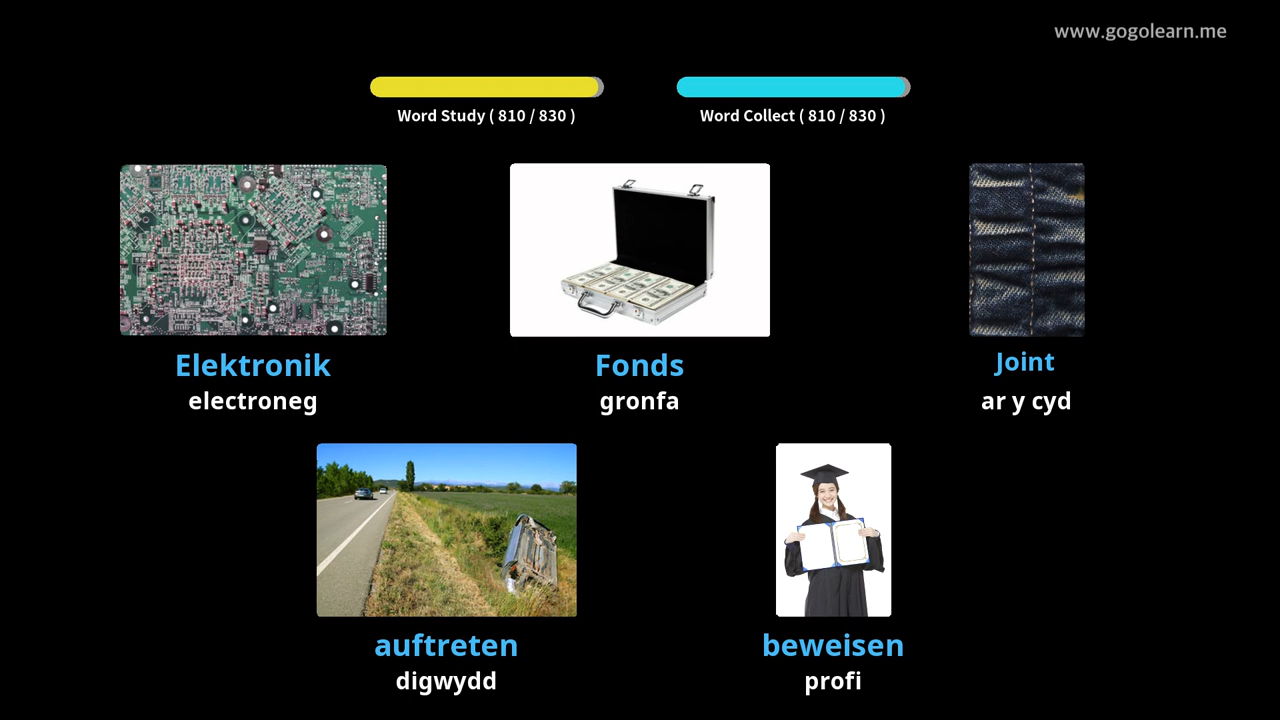 www.gogolearn.me
Word Study ( 810 / 830 )
Word Collect ( 810 / 830 )
Elektronik
electroneg
Fonds
gronfa
Joint
ar y cyd
auftreten
digwydd
beweisen
profi